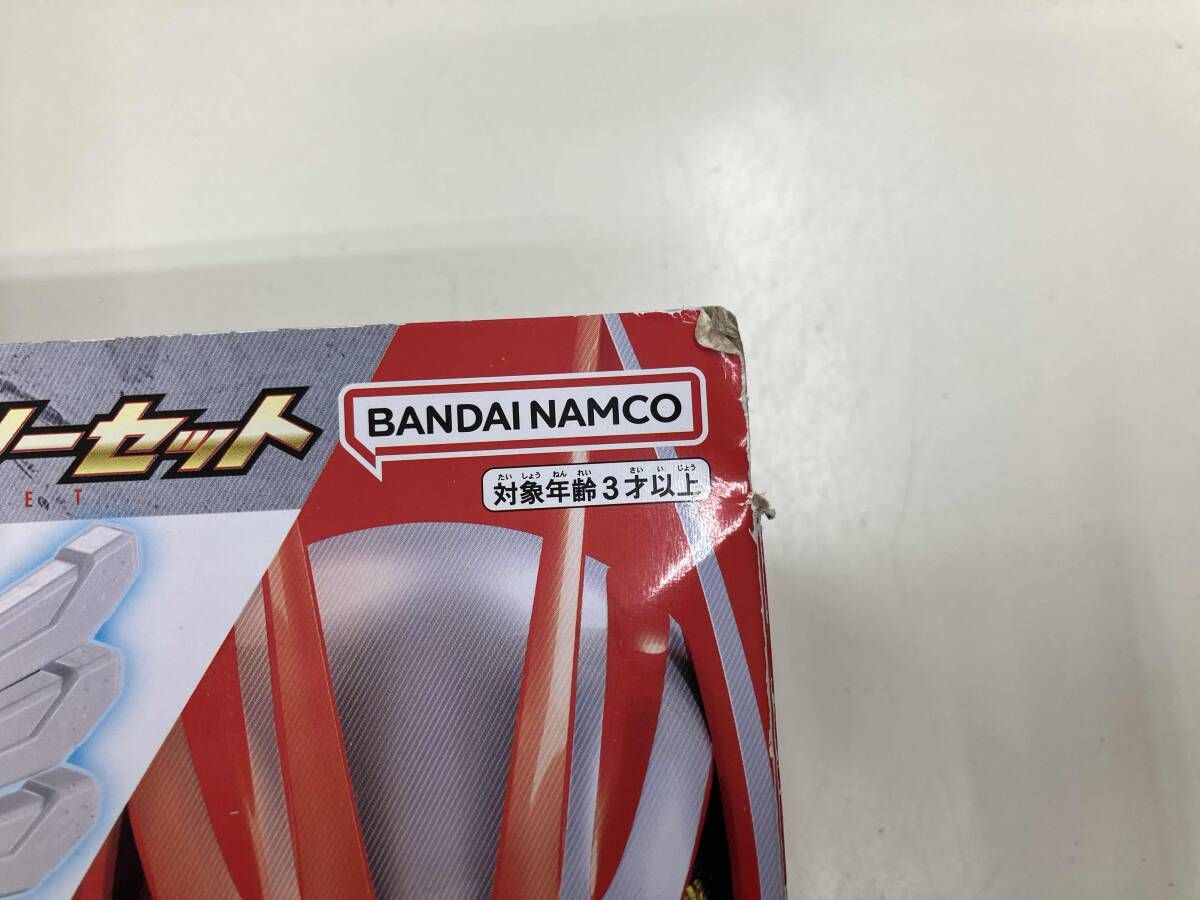 リーセット
BANDAI NAMCO
E T
たいしょうねんれい さいいじょう
対象年齢3才以上